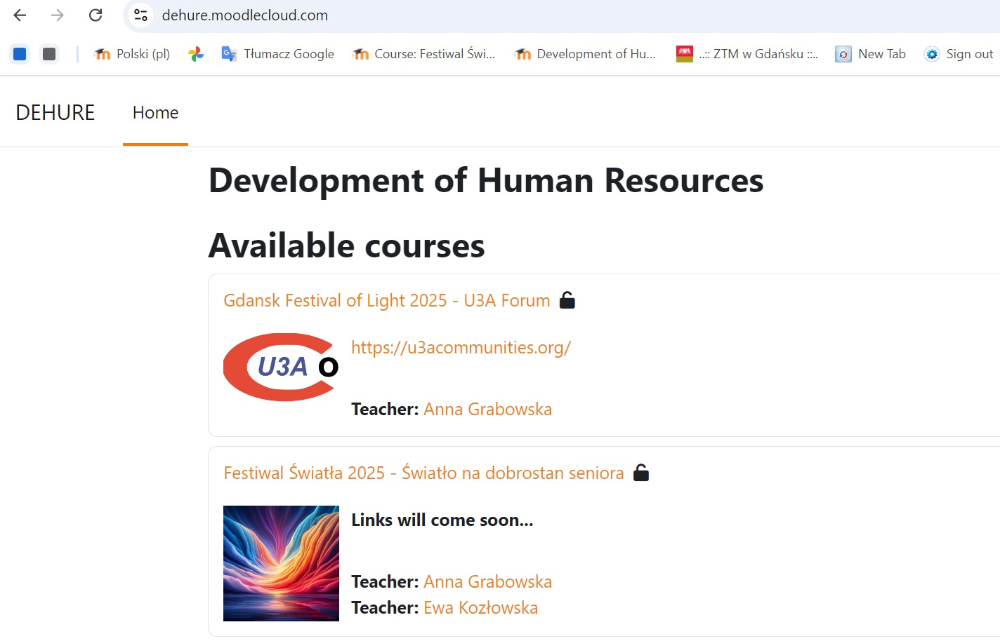 dehure.moodlecloud.com
Polski (pl) Tłumacz Google Course: Festiwal Świ... Development of Hu... ..:: ZTM w Gdańsku ::.. New Tab Sign out
DEHURE Home
Development of Human Resources
Available courses
Gdansk Festival of Light 2025 - U3A Forum
U3A O
https://u3acommunities.org/
Teacher: Anna Grabowska
Festiwal Światła 2025 - Światło na dobrostan seniora
Links will come soon...
Teacher: Anna Grabowska
Teacher: Ewa Kozłowska